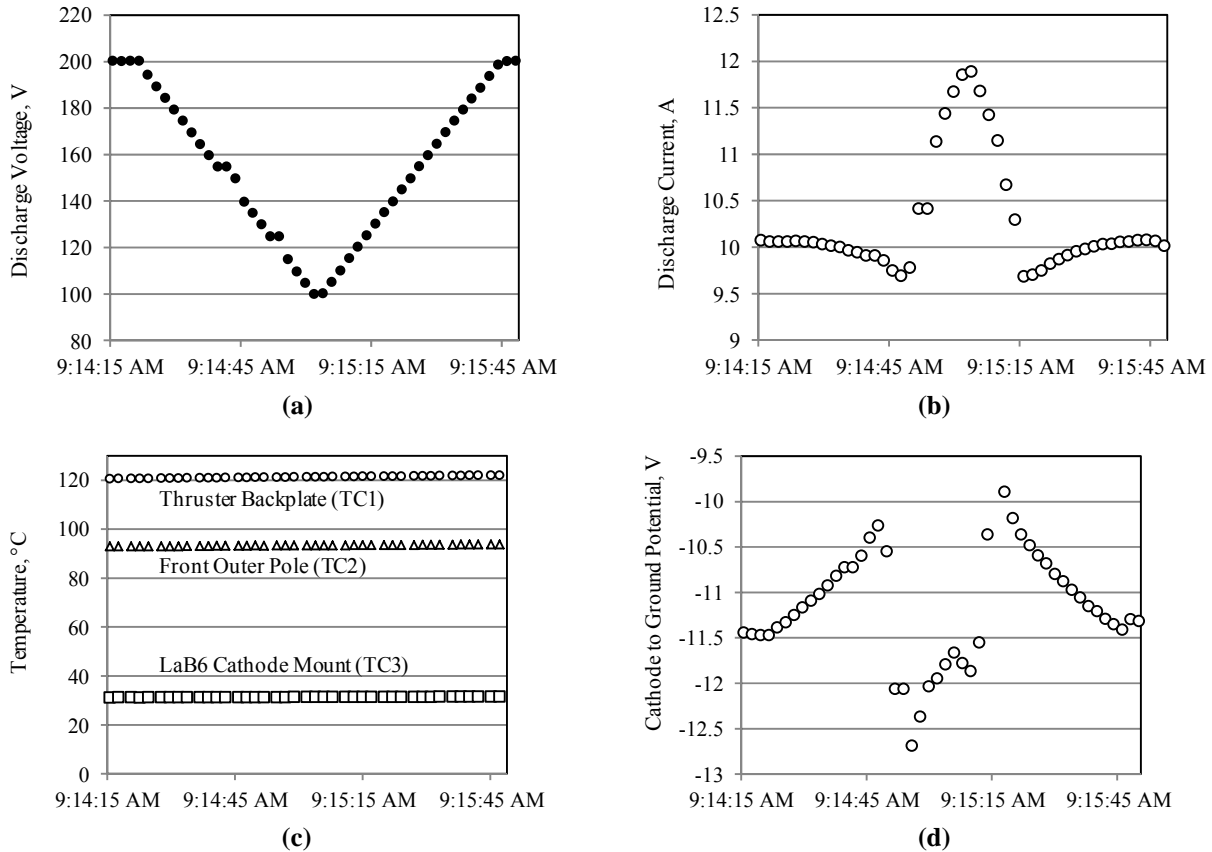 220
200
180
160
140
120
100
80
Discharge Voltage, V
9:14:15 AM 9:14:45 AM 9:15:15 AM 9:15:45 AM
(a)
12.5
12
11.5
11
10.5
10
9.5
9
Discharge Current, A
9:14:15 AM 9:14:45 AM 9:15:15 AM 9:15:45 AM
(b)
120
100
80
60
40
20
0
Temperature, °C
Thruster Backplate (TC1)
Front Outer Pole (TC2)
LaB6 Cathode Mount (TC3)
9:14:15 AM 9:14:45 AM 9:15:15 AM 9:15:45 AM
(c)
-9.5
-10
-10.5
-11
-11.5
-12
-12.5
-13
Cathode to Ground Potential, V
9:14:15 AM 9:14:45 AM 9:15:15 AM 9:15:45 AM
(d)